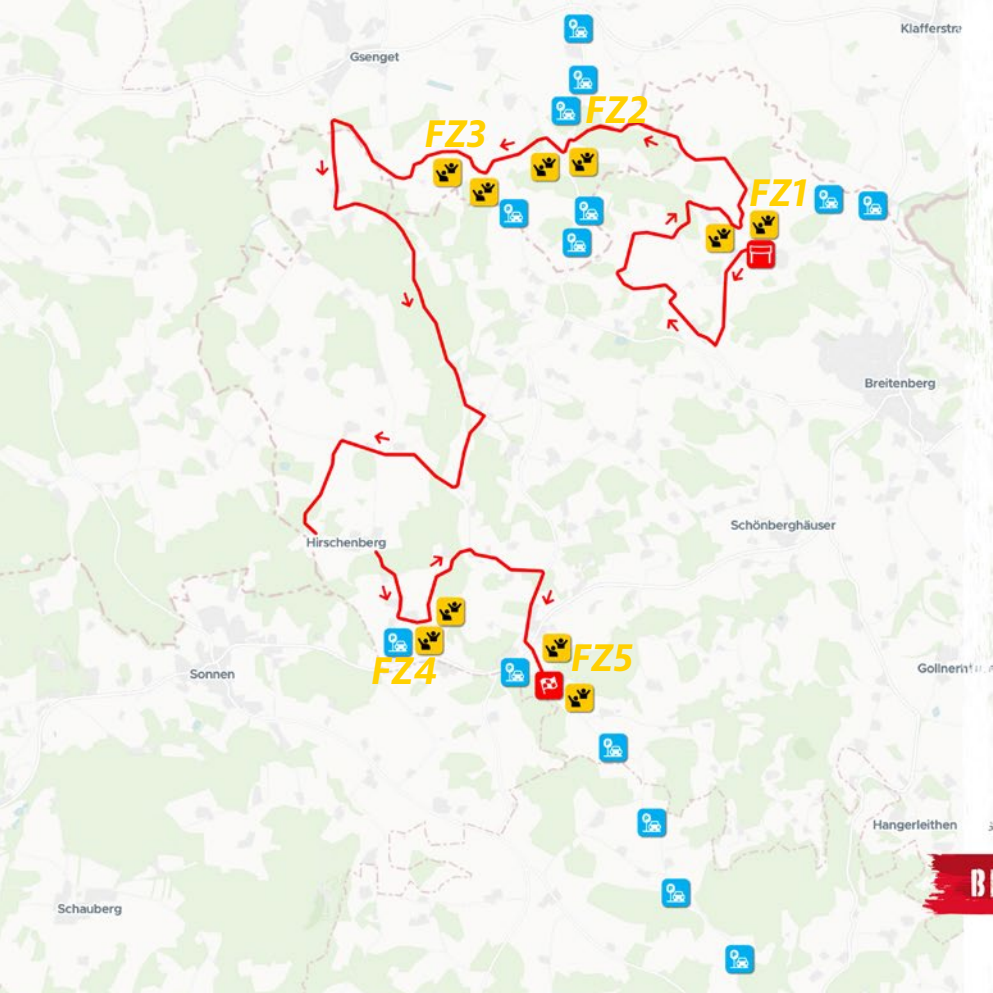 Klafferstra
Gsenget
FZ2
FZ3
FZ1
Breitenberg
Schönberghäuser
Hirschenberg
FZ5
FZ4
Sonnen
Hangerleithen
Schauberg